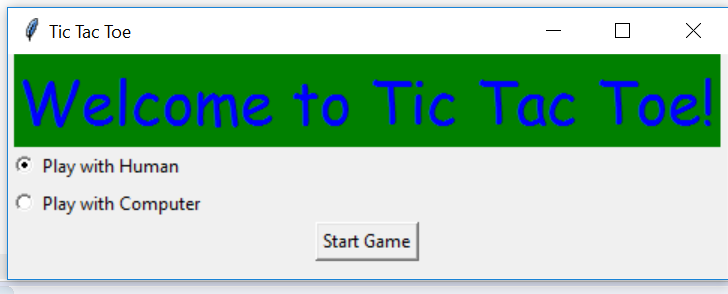 Tic Tac Toe
Welcome to Tic Tac Toe!
Play with Human
Play with Computer
Start Game